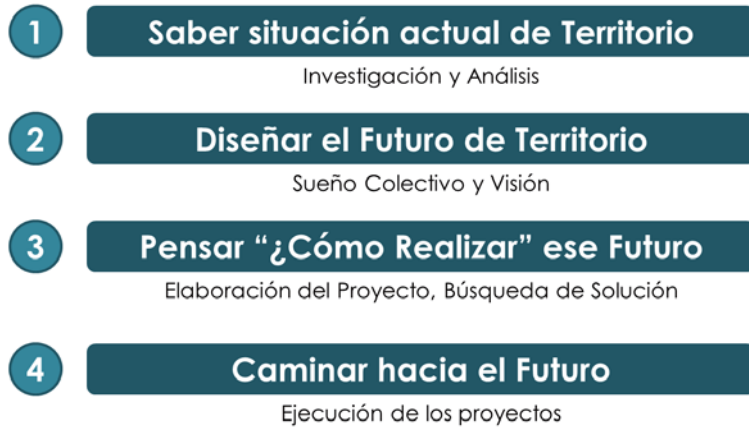 1 Saber situación actual de Territorio
Investigación y Análisis
2 Diseñar el Futuro de Territorio
Sueño Colectivo y Visión
3 Pensar “¿Cómo Realizar” ese Futuro
Elaboración del Proyecto, Búsqueda de Solución
4 Caminar hacia el Futuro
Ejecución de los proyectos